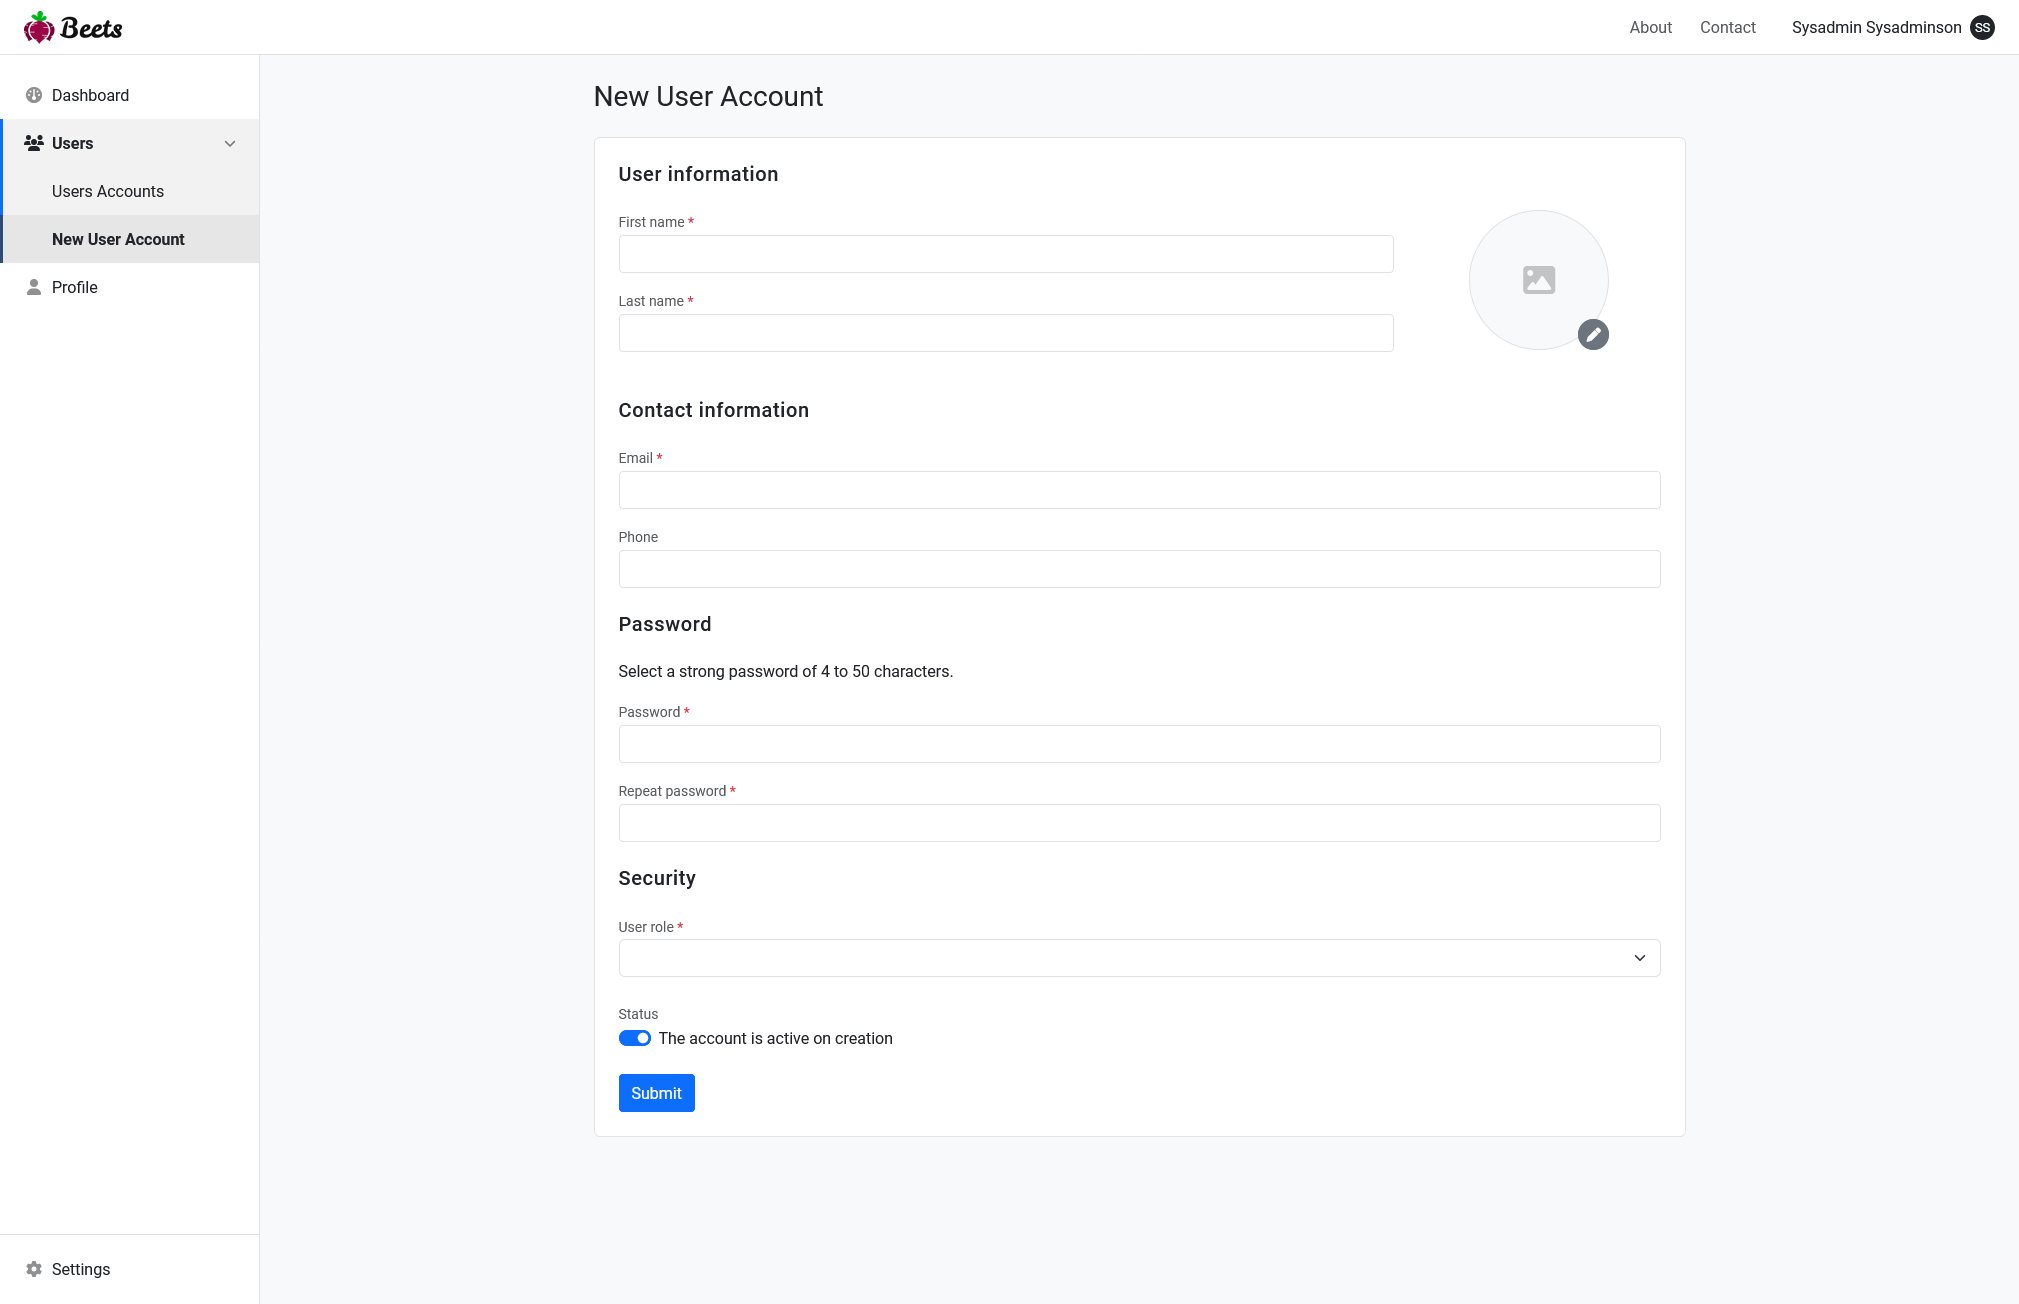 Beets
About
Contact
Sysadmin Sysadminson
SS
Dashboard
Users
Users Accounts
New User Account
Profile
Settings
New User Account
User information
First name *
Last name *
Contact information
Email *
Phone
Password
Select a strong password of 4 to 50 characters.
Password *
Repeat password *
Security
User role *
Status
The account is active on creation
Submit